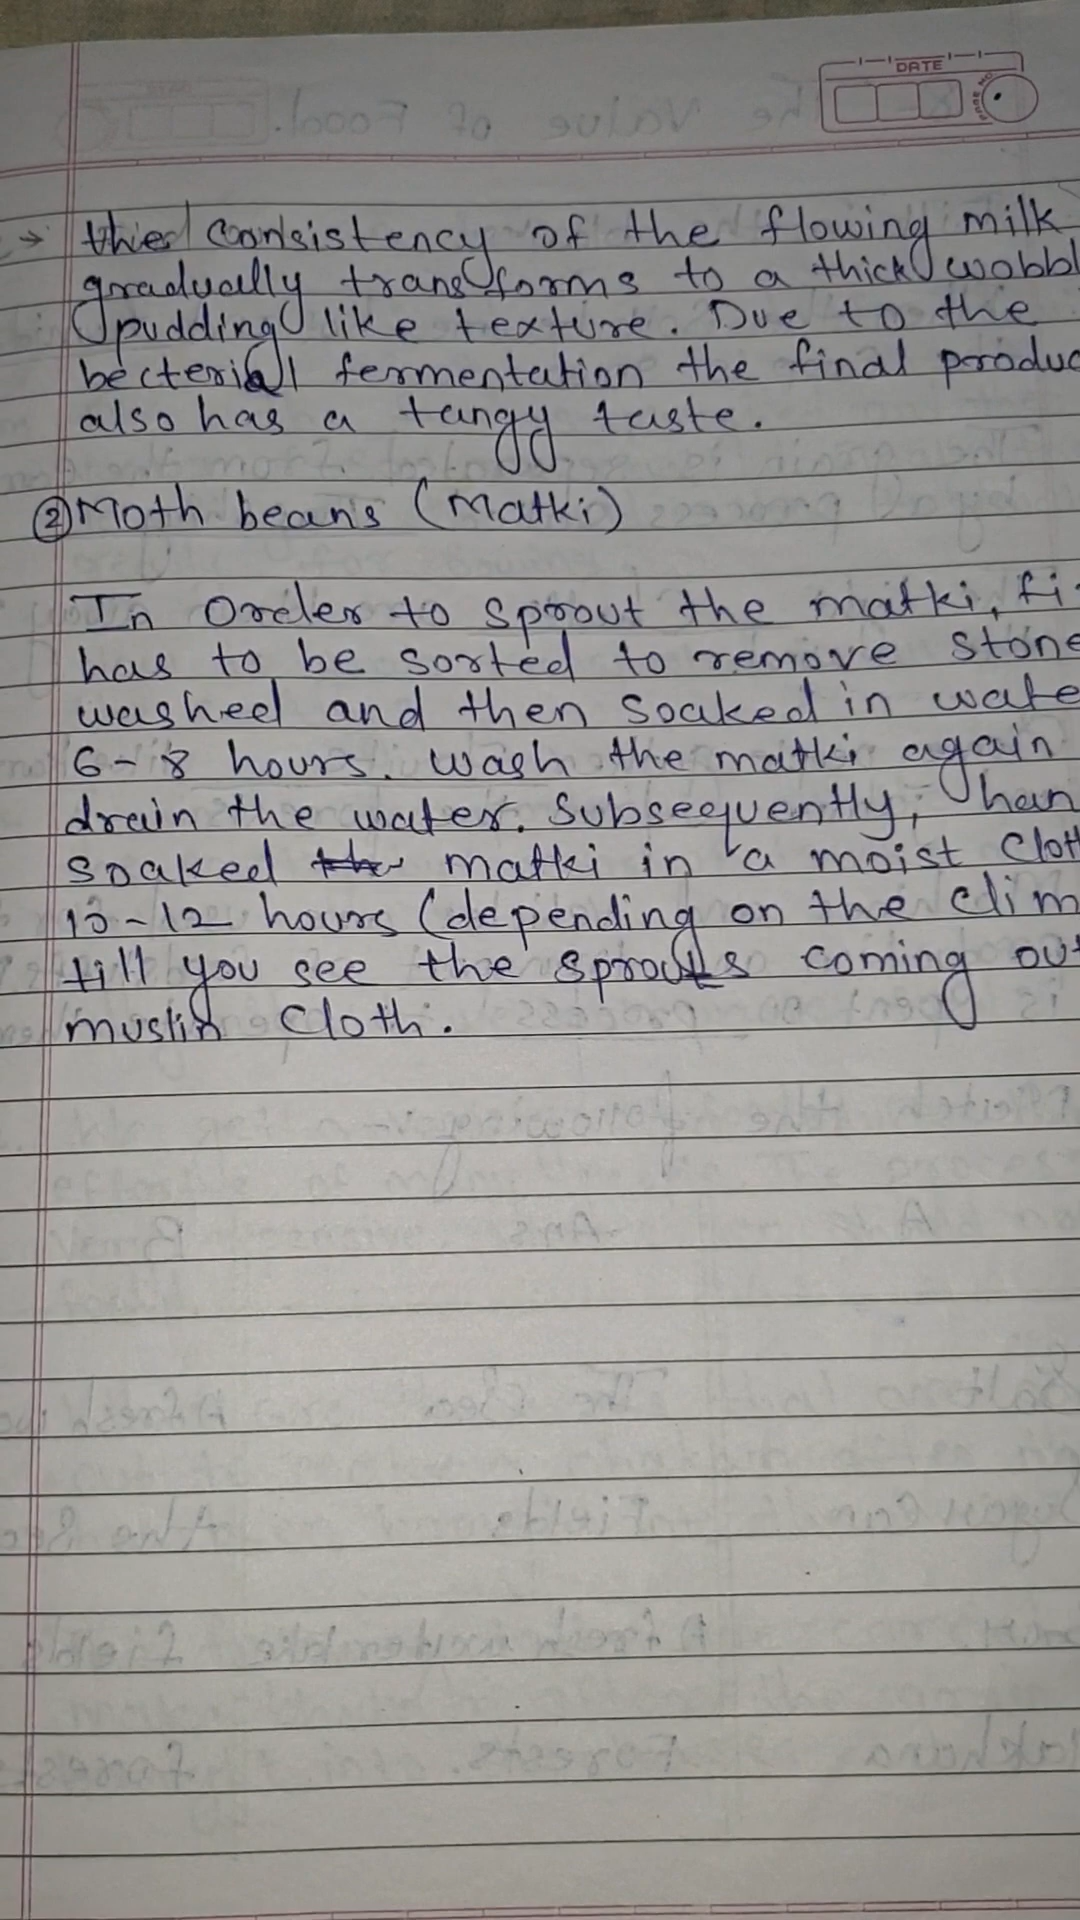 DATE
→ thies consistency of the flowing milk
gradually transforms to a thick wobbl
pudding like texture. Due to the
becterial fermentation the final produc
also has a tangy taste.
② Moth beans (Matki)
In Order to sprout the matki, fi
has to be sorted to remove stone
washed and then soaked in wate
6-8 hours. wash the matki again
drain the water. Subsequently, han
soaked matki in a moist Clot
10-12 hours (depending on the clim
till you see the sprouts coming out
muslin Cloth.